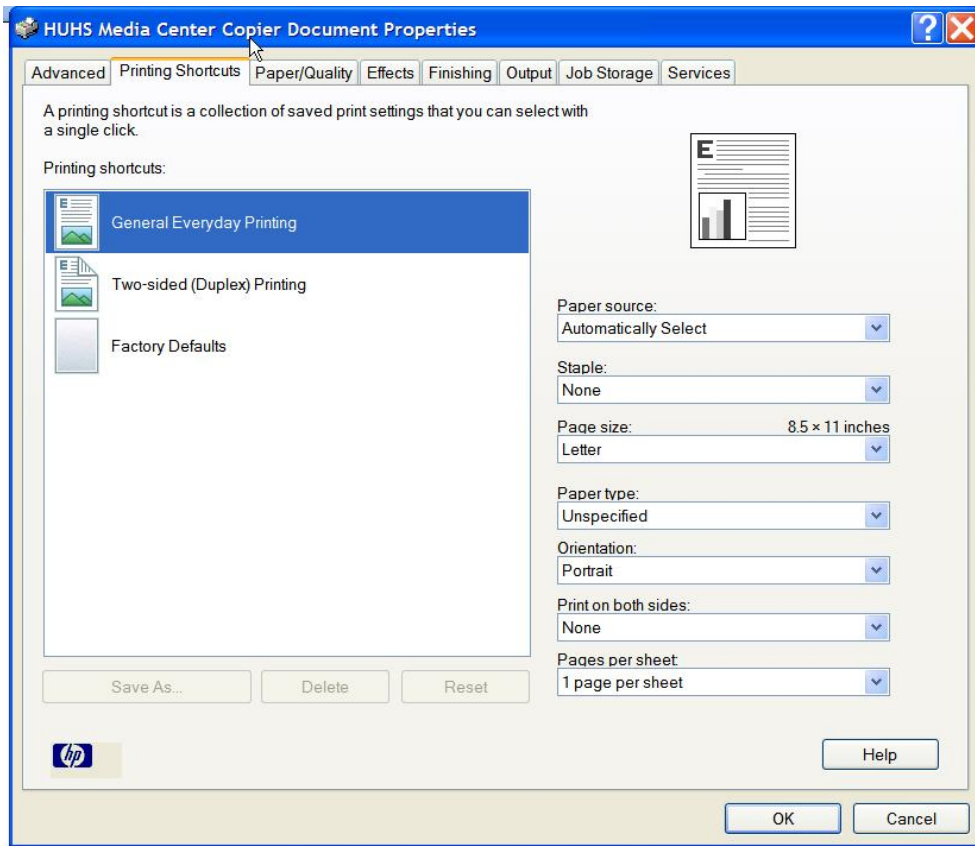 HUHS Media Center Copier Document Properties
?
Advanced Printing Shortcuts Paper/Quality Effects Finishing Output Job Storage Services
A printing shortcut is a collection of saved print settings that you can select with
a single click.
Printing shortcuts:
E
General Everyday Printing
E
Two-sided (Duplex) Printing
Factory Defaults
Save As...
Delete
Reset
E
Paper source:
Automatically Select
Staple:
None
Page size: 8.5 × 11 inches
Letter
Paper type:
Unspecified
Orientation:
Portrait
Print on both sides:
None
Pages per sheet:
1 page per sheet
hp
Help
OK
Cancel